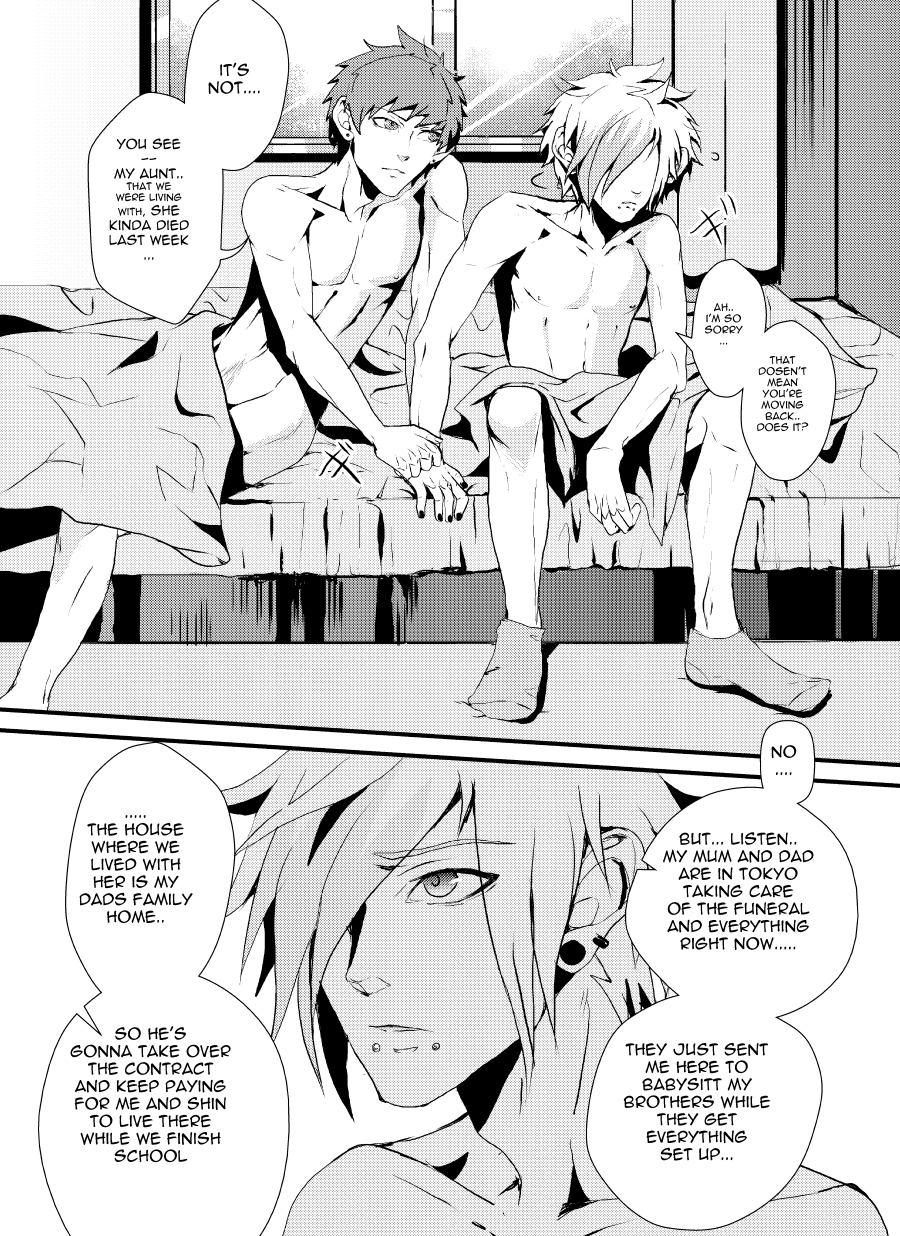 IT'S
NOT....
YOU SEE
--
MY AUNT..
THAT WE
WERE LIVING
WITH, SHE
KINDA DIED
LAST WEEK
...
AH..
I'M SO
SORRY
...
THAT
DOSEN'T
MEAN
YOU'RE
MOVING
BACK..
DOES IT?
NO
....
BUT... LISTEN..
MY MUM AND DAD
ARE IN TOKYO
TAKING CARE
OF THE FUNERAL
AND EVERYTHING
RIGHT NOW.....
THEY JUST SENT
ME HERE TO
BABYSITT MY
BROTHERS WHILE
THEY GET
EVERYTHING
SET UP...
.....
THE HOUSE
WHERE WE
LIVED WITH
HER IS MY
DADS FAMILY
HOME..
SO HE'S
GONNA TAKE OVER
THE CONTRACT
AND KEEP PAYING
FOR ME AND SHIN
TO LIVE THERE
WHILE WE FINISH
SCHOOL